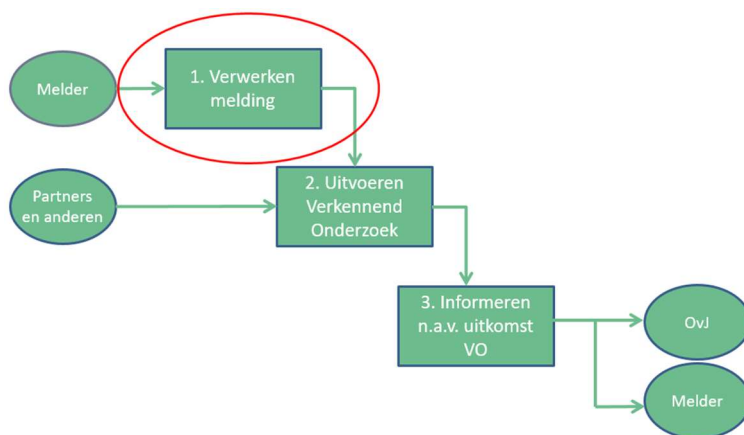 Melder
1. Verwerken
melding
Partners
en anderen
2. Uitvoeren
Verkennend
Onderzoek
3. Informeren
n.a.v. uitkomst
VO
OvJ
Melder